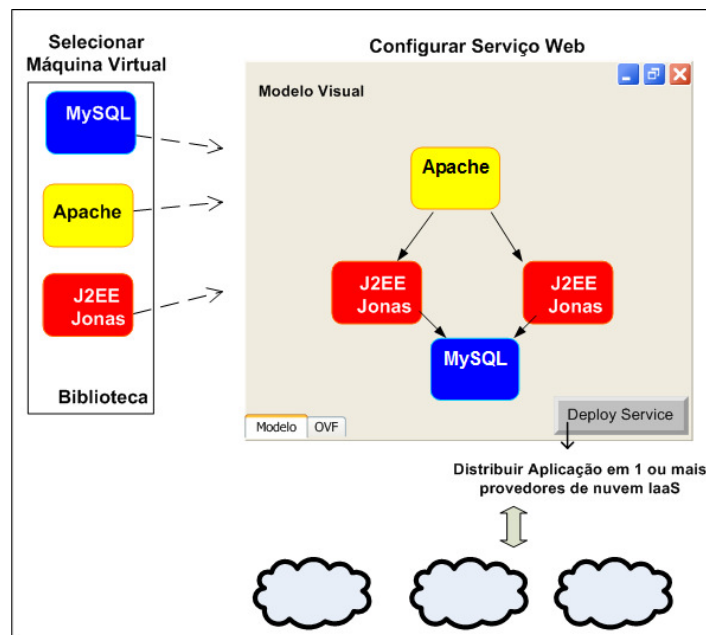 Selecionar
Máquina Virtual
MySQL
Apache
J2EE
Jonas
Biblioteca
Configurar Serviço Web
Modelo Visual
Apache
J2EE
Jonas
J2EE
Jonas
MySQL
Modelo
OVF
Deploy Service
Distribuir Aplicação em 1 ou mais
provedores de nuvem IaaS